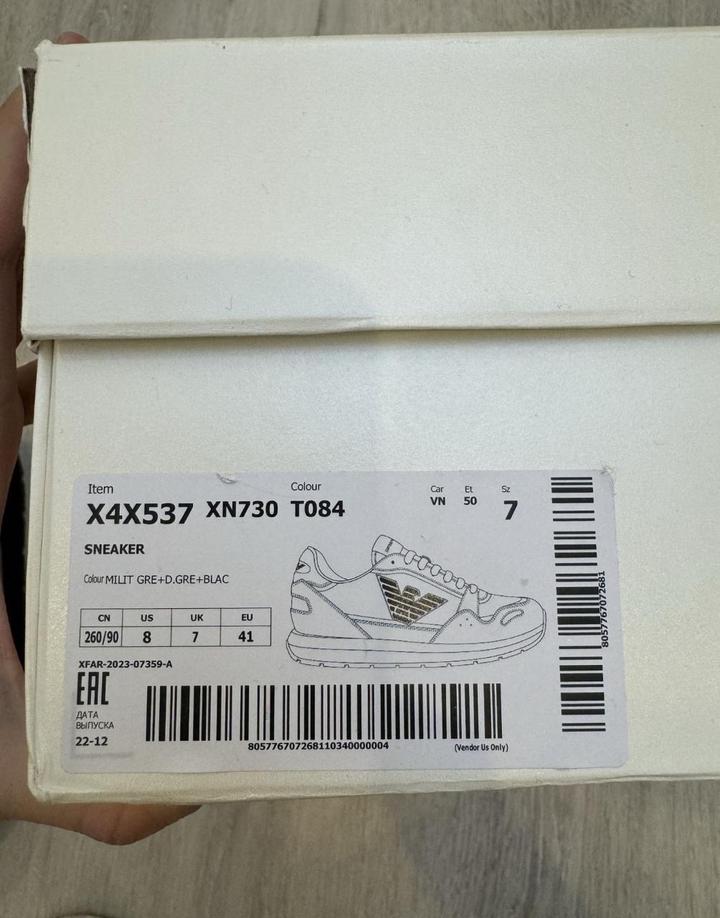 Item Colour Car Et Sz
X4X537 XN730 T084 VN 50 7
SNEAKER
Colour MILIT GRE+D.GRE+BLAC
CN US UK EU
260/90 8 7 41
XFAR-2023-07359-A
EAC
ДАТА
ВЫПУСКА
22-12
805776707268110340000004
(Vendor Us Only)
8057767072681